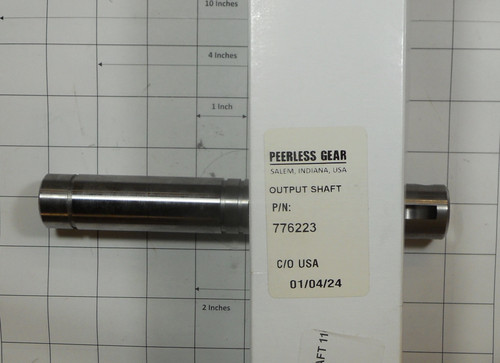 10 Inches
4 Inches
1 Inch
PEERLESS GEAR
SALEM, INDIANA, USA
OUTPUT SHAFT
P/N:
776223
C/O USA
01/04/24
2 Inches